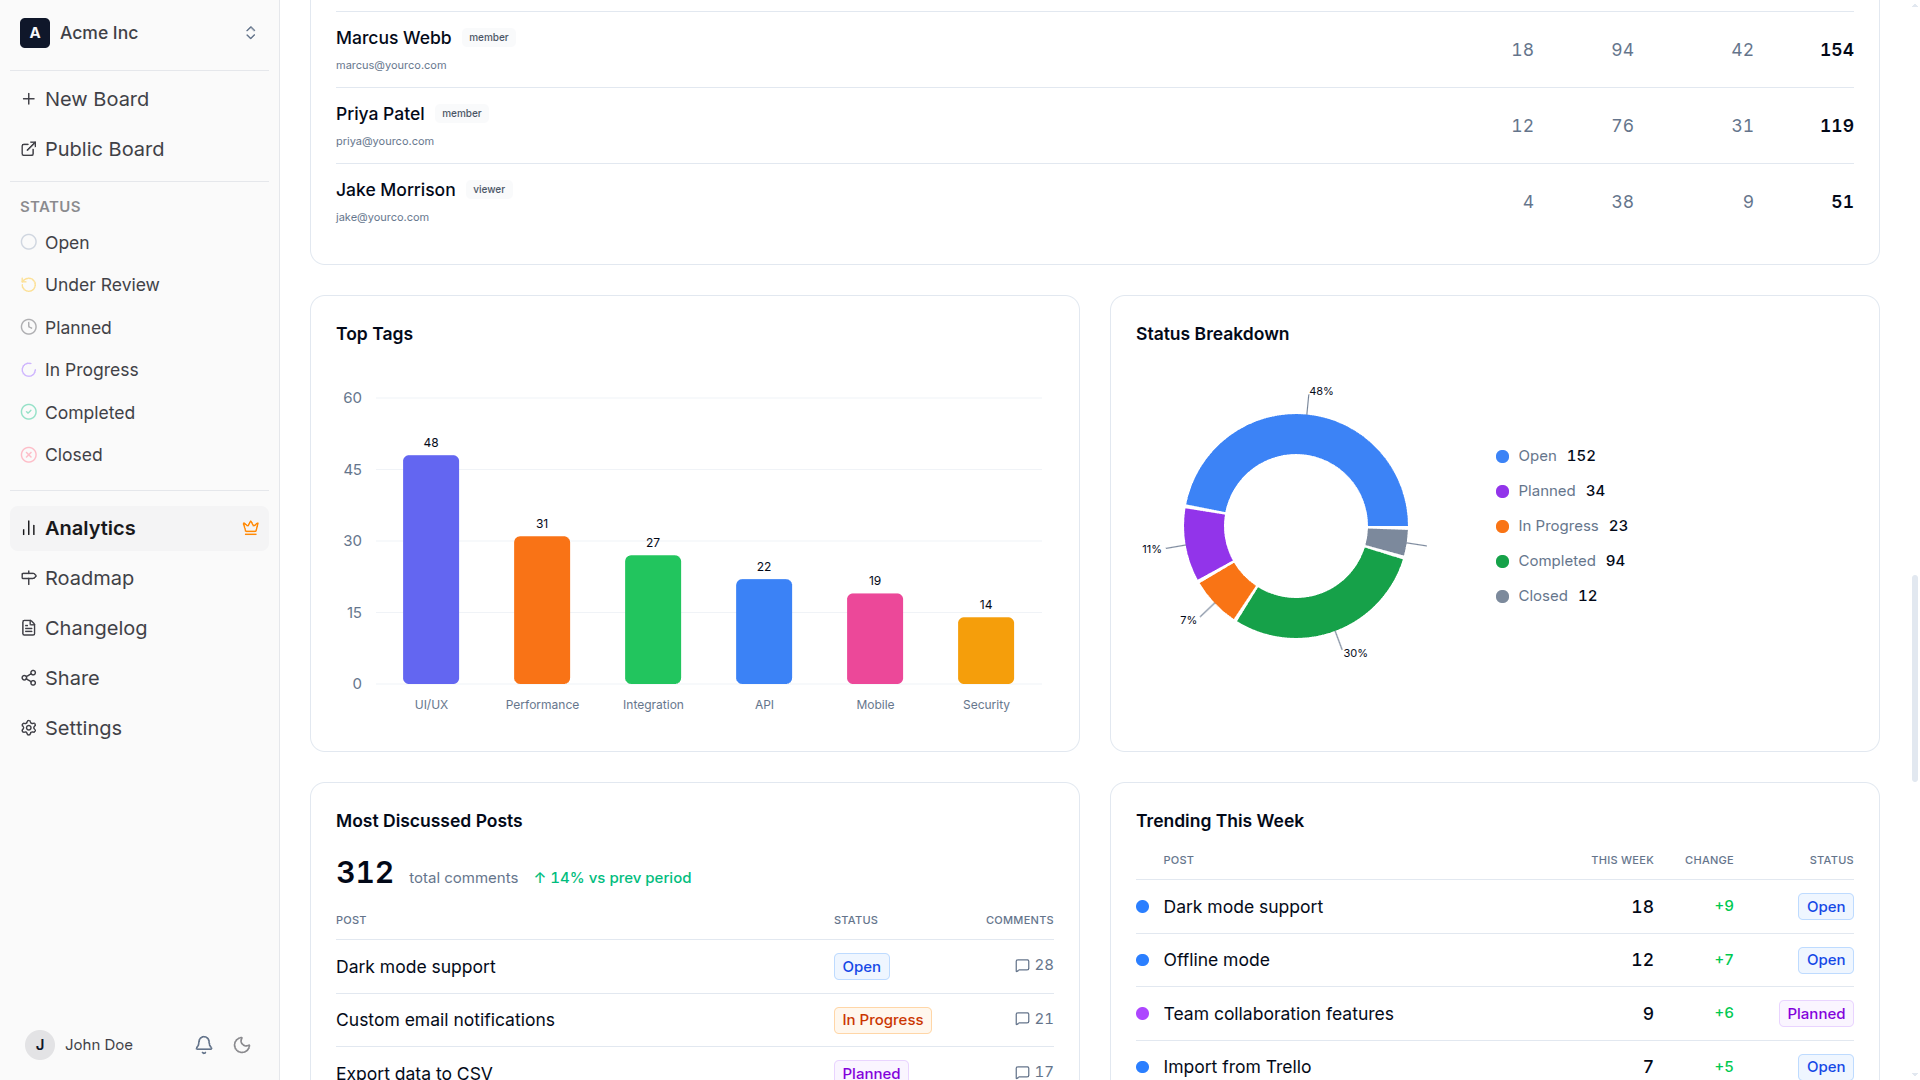 A Acme Inc
New Board
Public Board
STATUS
Open
Under Review
Planned
In Progress
Completed
Closed
Analytics
Roadmap
Changelog
Share
Settings
J John Doe
Marcus Webb member
marcus@yourco.com
18 94 42 154
Priya Patel member
priya@yourco.com
12 76 31 119
Jake Morrison viewer
jake@yourco.com
4 38 9 51
Top Tags
60
45
30
15
0
48
31
27
22
19
14
UI/UX Performance Integration API Mobile Security
Status Breakdown
48%
11%
7%
30%
Open 152
Planned 34
In Progress 23
Completed 94
Closed 12
Most Discussed Posts
312 total comments ↑ 14% vs prev period
POST STATUS COMMENTS
Dark mode support Open 28
Custom email notifications In Progress 21
Export data to CSV Planned 17
Trending This Week
POST THIS WEEK CHANGE STATUS
Dark mode support 18 +9 Open
Offline mode 12 +7 Open
Team collaboration features 9 +6 Planned
Import from Trello 7 +5 Open